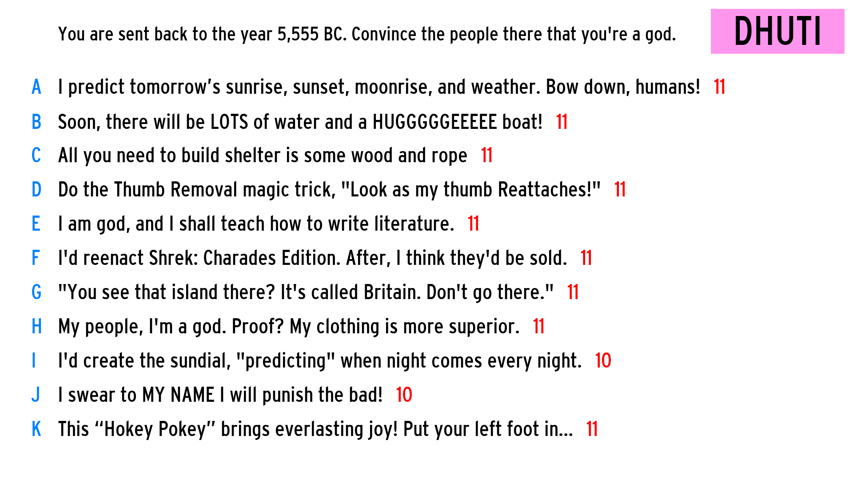 You are sent back to the year 5,555 BC. Convince the people there that you're a god.
DHUTI
A I predict tomorrow’s sunrise, sunset, moonrise, and weather. Bow down, humans! 11
B Soon, there will be LOTS of water and a HUGGGGGEEEEE boat! 11
C All you need to build shelter is some wood and rope 11
D Do the Thumb Removal magic trick, "Look as my thumb Reattaches!" 11
E I am god, and I shall teach how to write literature. 11
F I'd reenact Shrek: Charades Edition. After, I think they'd be sold. 11
G "You see that island there? It's called Britain. Don't go there." 11
H My people, I'm a god. Proof? My clothing is more superior. 11
I I'd create the sundial, "predicting" when night comes every night. 10
J I swear to MY NAME I will punish the bad! 10
K This “Hokey Pokey” brings everlasting joy! Put your left foot in... 11